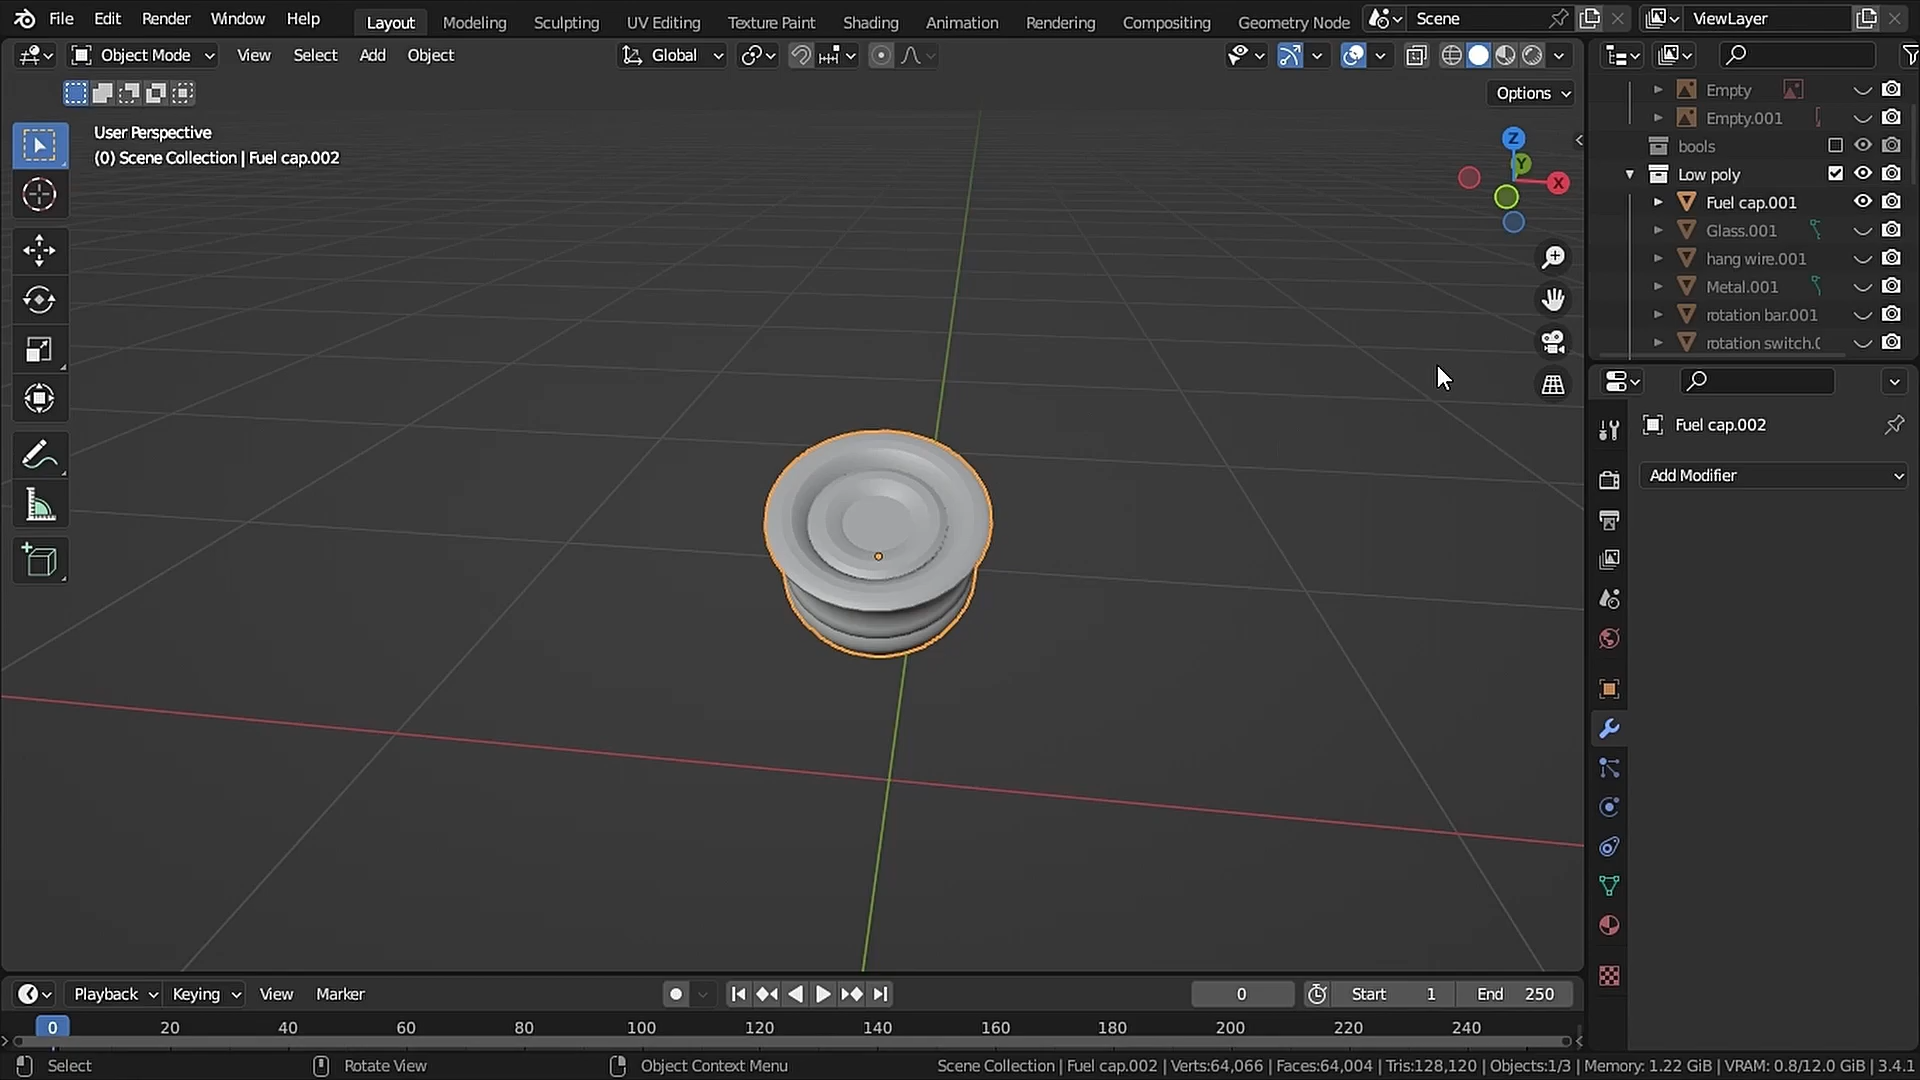 File Edit Render Window Help Layout Modeling Sculpting UV Editing Texture Paint Shading Animation Rendering Compositing Geometry Node Scene ViewLayer
Object Mode View Select Add Object Global
Options
User Perspective
(0) Scene Collection | Fuel cap.002
Z
Y
X
Empty
Empty.001
bools
Low poly
Fuel cap.001
Glass.001
hang wire.001
Metal.001
rotation bar.001
rotation switch.(
Fuel cap.002
Add Modifier
Playback Keying View Marker 0 Start 1 End 250
0 20 40 60 80 100 120 140 160 180 200 220 240
Select Rotate View Object Context Menu Scene Collection | Fuel cap.002 | Verts:64,066 | Faces:64,004 | Tris:128,120 | Objects:1/3 | Memory: 1.22 GiB | VRAM: 0.8/12.0 GiB | 3.4.1